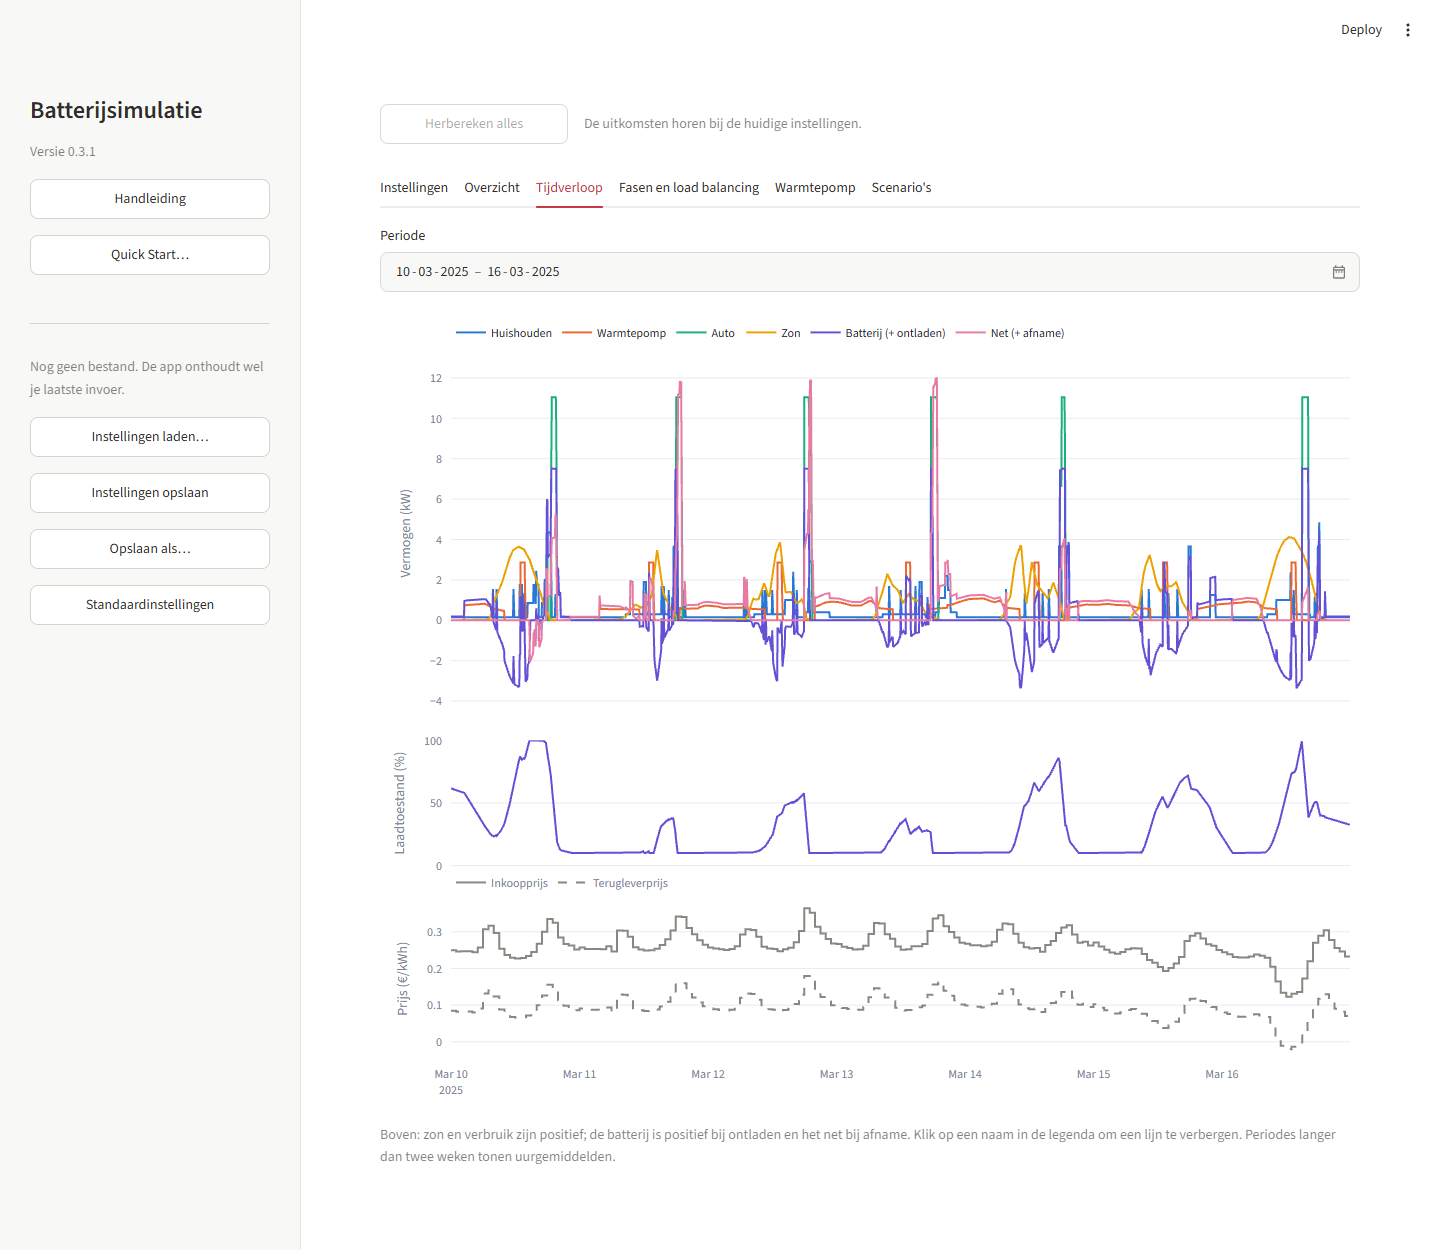 Deploy
Batterijsimulatie
Versie 0.3.1
Handleiding
Quick Start…
Nog geen bestand. De app onthoudt wel
je laatste invoer.
Instellingen laden…
Instellingen opslaan
Opslaan als…
Standaardinstellingen
Herbereken alles
De uitkomsten horen bij de huidige instellingen.
Instellingen Overzicht Tijdverloop Fasen en load balancing Warmtepomp Scenario's
Periode
10-03-2025 – 16-03-2025
Huishouden Warmtepomp Auto Zon Batterij (+ ontladen) Net (+ afname)
Vermogen (kW)
12
10
8
6
4
2
0
−2
−4
Laadtoestand (%)
100
50
0
Inkoopprijs Terugleverprijs
Prijs (€/kWh)
0.3
0.2
0.1
0
Mar 10 Mar 11 Mar 12 Mar 13 Mar 14 Mar 15 Mar 16
2025
Boven: zon en verbruik zijn positief; de batterij is positief bij ontladen en het net bij afname. Klik op een naam in de legenda om een lijn te verbergen. Periodes langer
dan twee weken tonen uurgemiddelden.